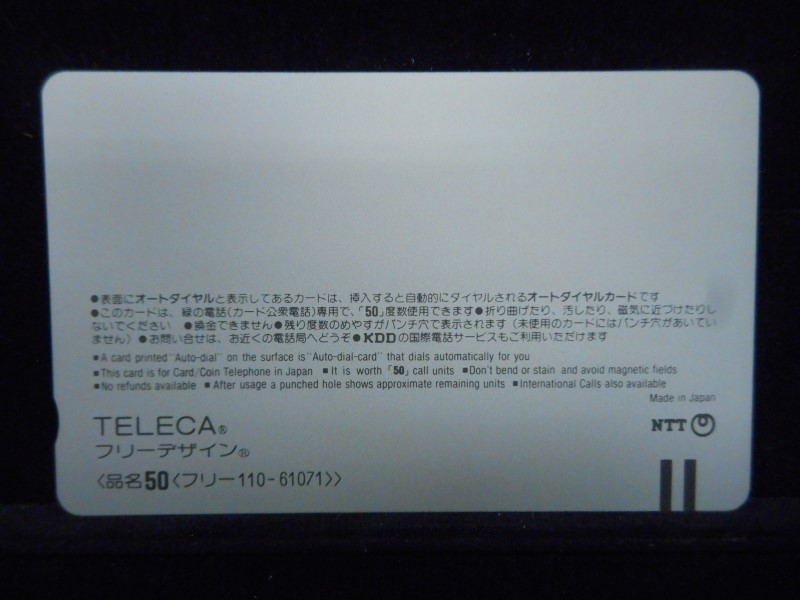 ●表面にオートダイヤルと表示してあるカードは、挿入すると自動的にダイヤルされるオートダイヤルカードです
●このカードは、緑の電話(カード公衆電話)専用で、「50」度数使用できます●折り曲げたり、汚したり、磁気に近づけたりし
ないでください ●換金できません●残り度数のめやすがパンチ穴で表示されます(未使用のカードにはパンチ穴があいてい
ません)●お問い合せは、お近くの電話局へどうぞ●KDDの国際電話サービスもご利用いただけます
■A card printed "Auto-dial" on the surface is "Auto-dial-card" that dials automatically for you
■This card is for Card/Coin Telephone in Japan ■It is worth「50」call units ■Don't bend or stain and avoid magnetic fields
■No refunds available ■After usage a punched hole shows approximate remaining units ■International Calls also available
Made in Japan
TELECA®
NTT
フリーデザイン®
〈品名50〈フリー110-61071〉〉